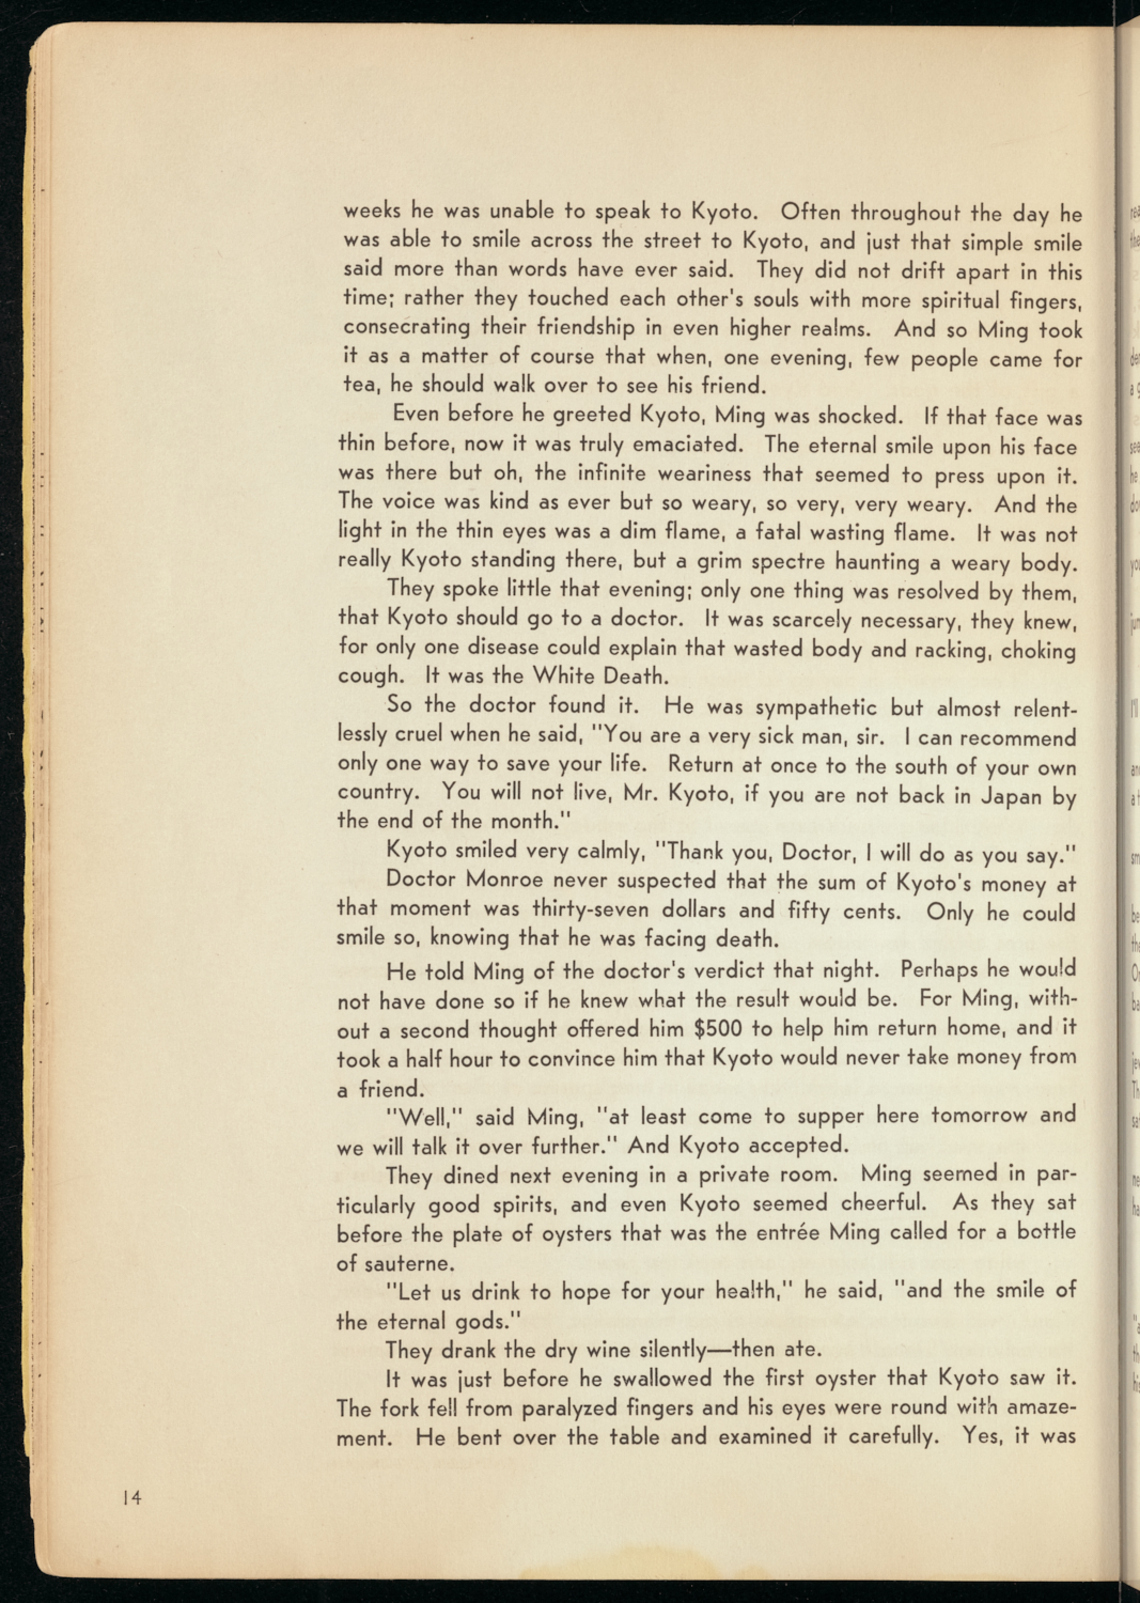 weeks he was unable to speak to Kyoto. Often throughout the day he
was able to smile across the street to Kyoto, and just that simple smile
said more than words have ever said. They did not drift apart in this
time; rather they touched each other's souls with more spiritual fingers,
consecrating their friendship in even higher realms. And so Ming took
it as a matter of course that when, one evening, few people came for
tea, he should walk over to see his friend.
Even before he greeted Kyoto, Ming was shocked. If that face was
thin before, now it was truly emaciated. The eternal smile upon his face
was there but oh, the infinite weariness that seemed to press upon it.
The voice was kind as ever but so weary, so very, very weary. And the
light in the thin eyes was a dim flame, a fatal wasting flame. It was not
really Kyoto standing there, but a grim spectre haunting a weary body.
They spoke little that evening; only one thing was resolved by them,
that Kyoto should go to a doctor. It was scarcely necessary, they knew,
for only one disease could explain that wasted body and racking, choking
cough. It was the White Death.
So the doctor found it. He was sympathetic but almost relent-
lessly cruel when he said, "You are a very sick man, sir. I can recommend
only one way to save your life. Return at once to the south of your own
country. You will not live, Mr. Kyoto, if you are not back in Japan by
the end of the month."
Kyoto smiled very calmly, "Thank you, Doctor, I will do as you say."
Doctor Monroe never suspected that the sum of Kyoto's money at
that moment was thirty-seven dollars and fifty cents. Only he could
smile so, knowing that he was facing death.
He told Ming of the doctor's verdict that night. Perhaps he would
not have done so if he knew what the result would be. For Ming, with-
out a second thought offered him $500 to help him return home, and it
took a half hour to convince him that Kyoto would never take money from
a friend.
"Well," said Ming, "at least come to supper here tomorrow and
we will talk it over further." And Kyoto accepted.
They dined next evening in a private room. Ming seemed in par-
ticularly good spirits, and even Kyoto seemed cheerful. As they sat
before the plate of oysters that was the entrée Ming called for a bottle
of sauterne.
"Let us drink to hope for your health," he said, "and the smile of
the eternal gods."
They drank the dry wine silently—then ate.
It was just before he swallowed the first oyster that Kyoto saw it.
The fork fell from paralyzed fingers and his eyes were round with amaze-
ment. He bent over the table and examined it carefully. Yes, it was
14